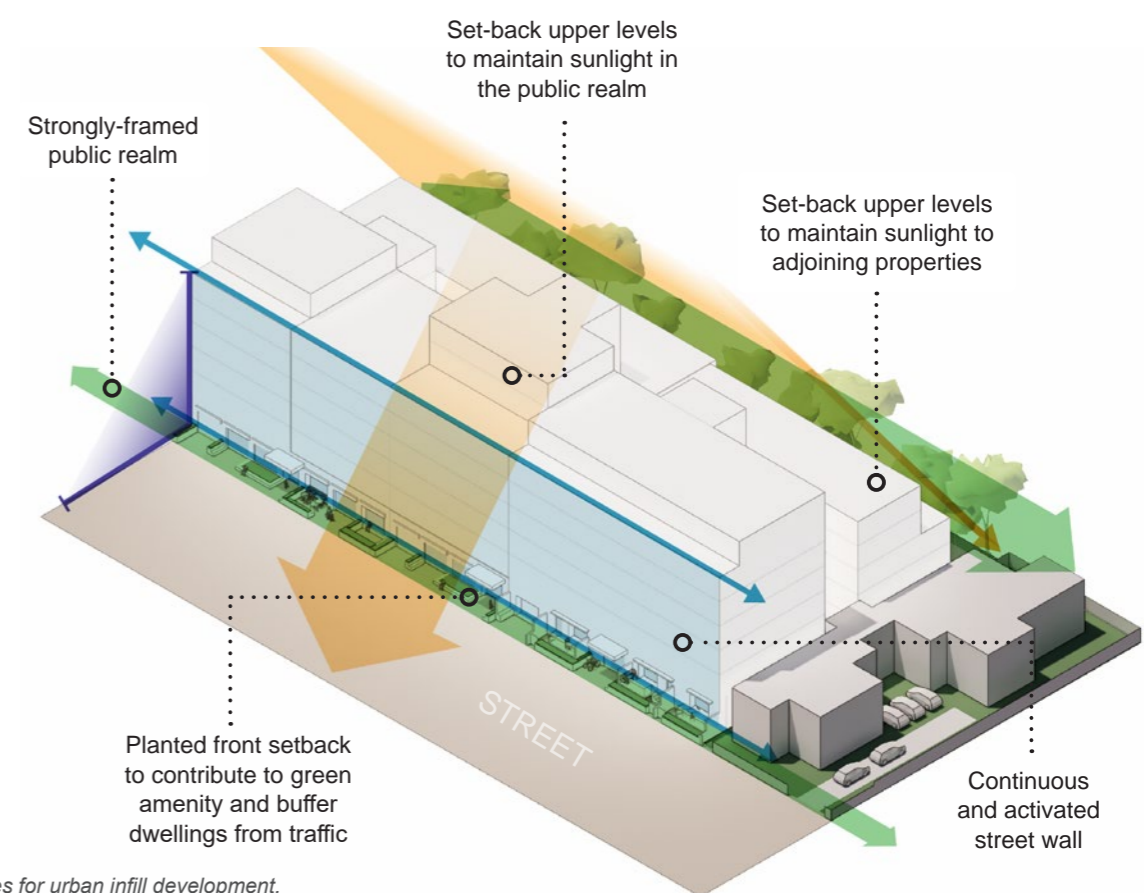 Set-back upper levels
to maintain sunlight in
the public realm
Strongly-framed
public realm
Set-back upper levels
to maintain sunlight to
adjoining properties
STREET
Planted front setback
to contribute to green
amenity and buffer
dwellings from traffic
Continuous
and activated
street wall
for urban infill development.